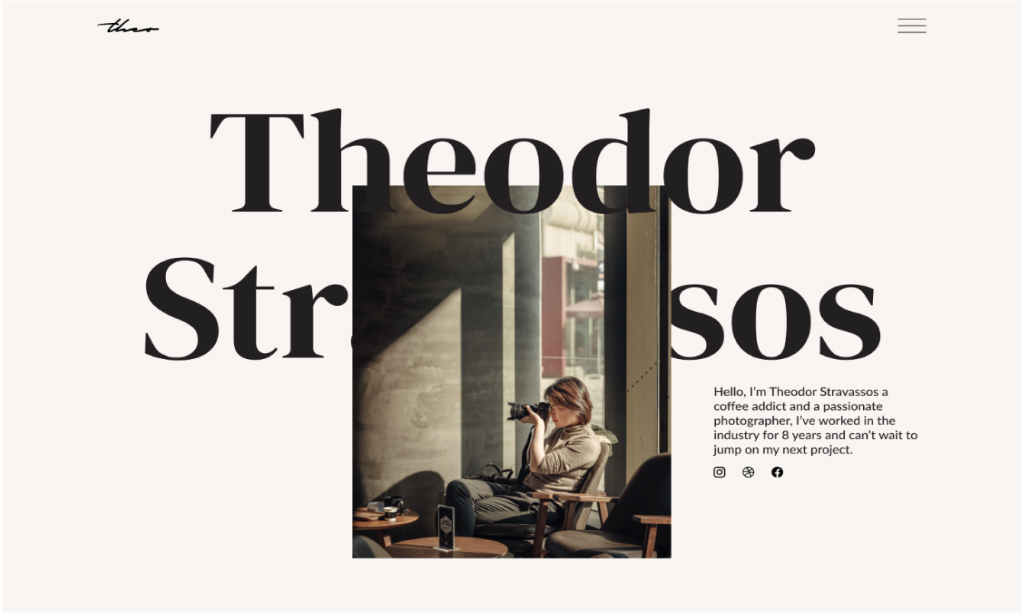 theo
Theodor
Str
sos
Hello, I'm Theodor Stravassos a
coffee addict and a passionate
photographer, I've worked in the
industry for 8 years and can't wait to
jump on my next project.